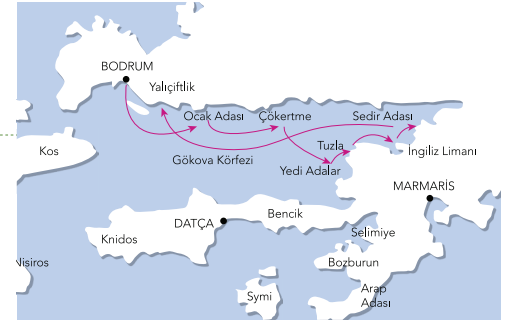 BODRUM
Yalıçiftlik
Ocak Adası
Çökertme
Sedir Adası
Kos
Gökova Körfezi
Tuzla
İngiliz Limanı
Yedi Adalar
MARMARİS
Bencik
DATÇA
Selimiye
Knidos
Nisiros
Bozburun
Symi
Arap
Adası